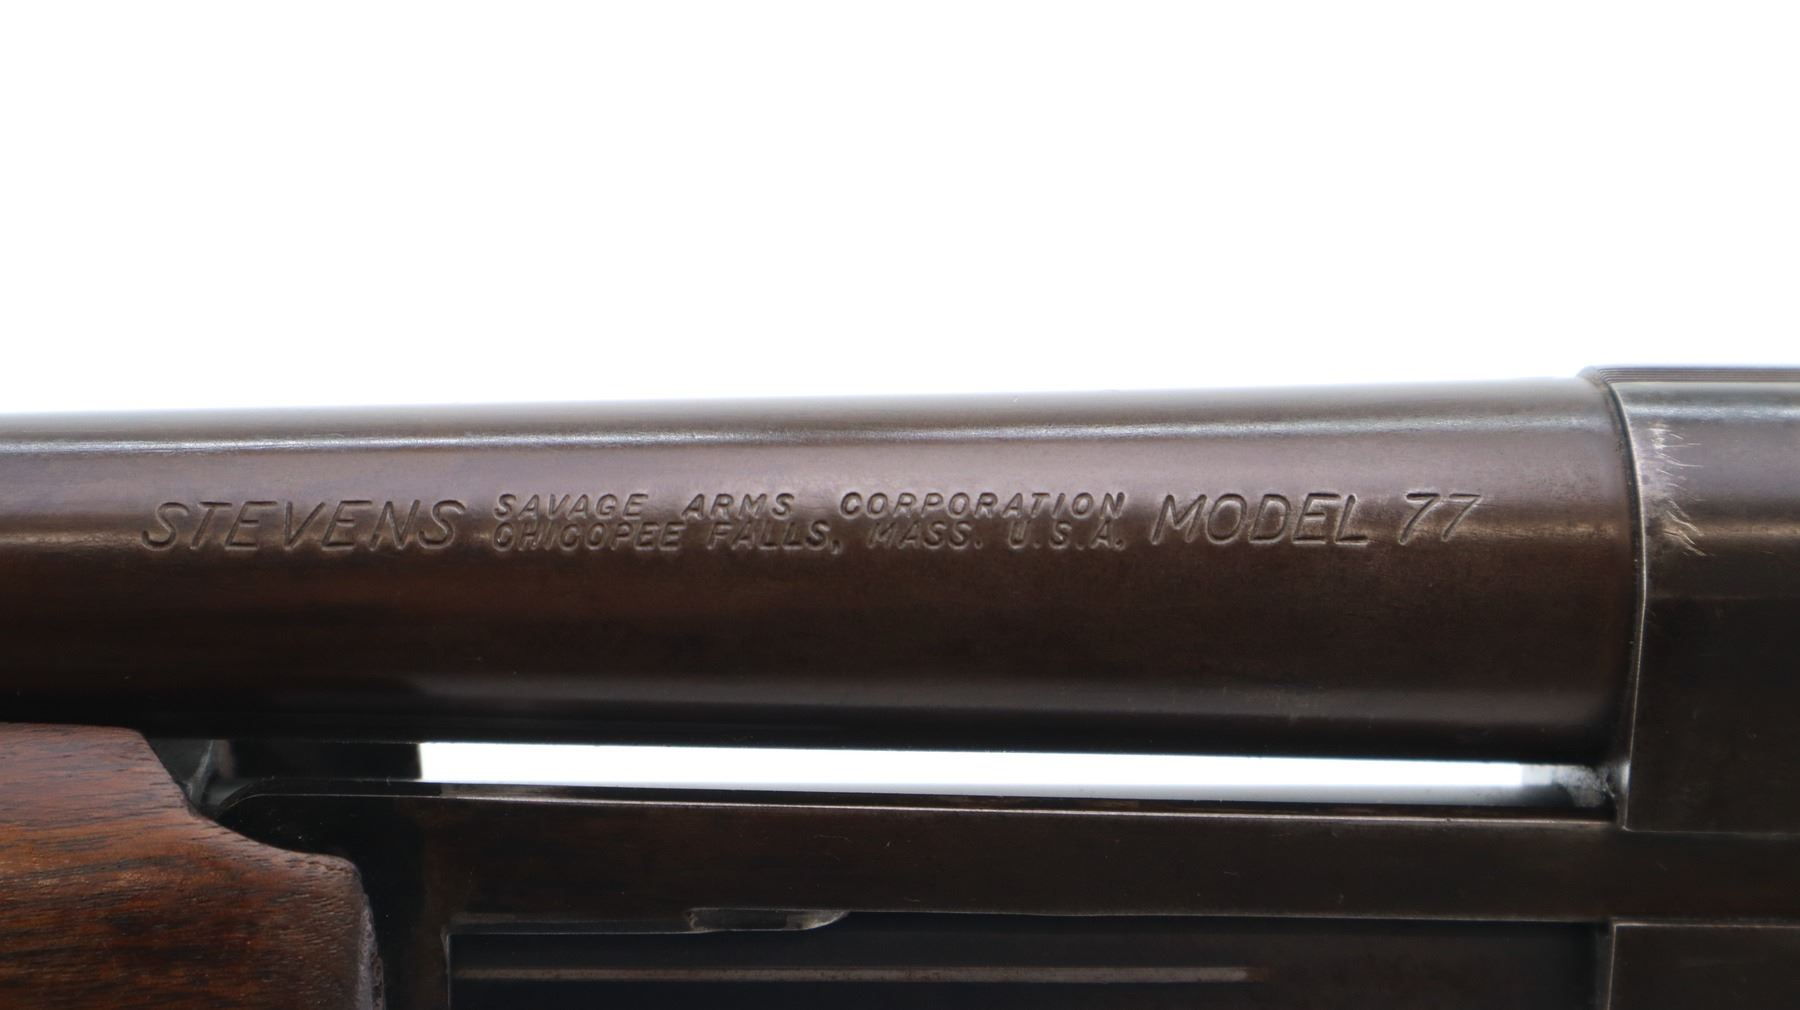 STEVENS SAVAGE ARMS CORPORATION MODEL 77
CHICOPEE FALLS, MASS. U.S.A.